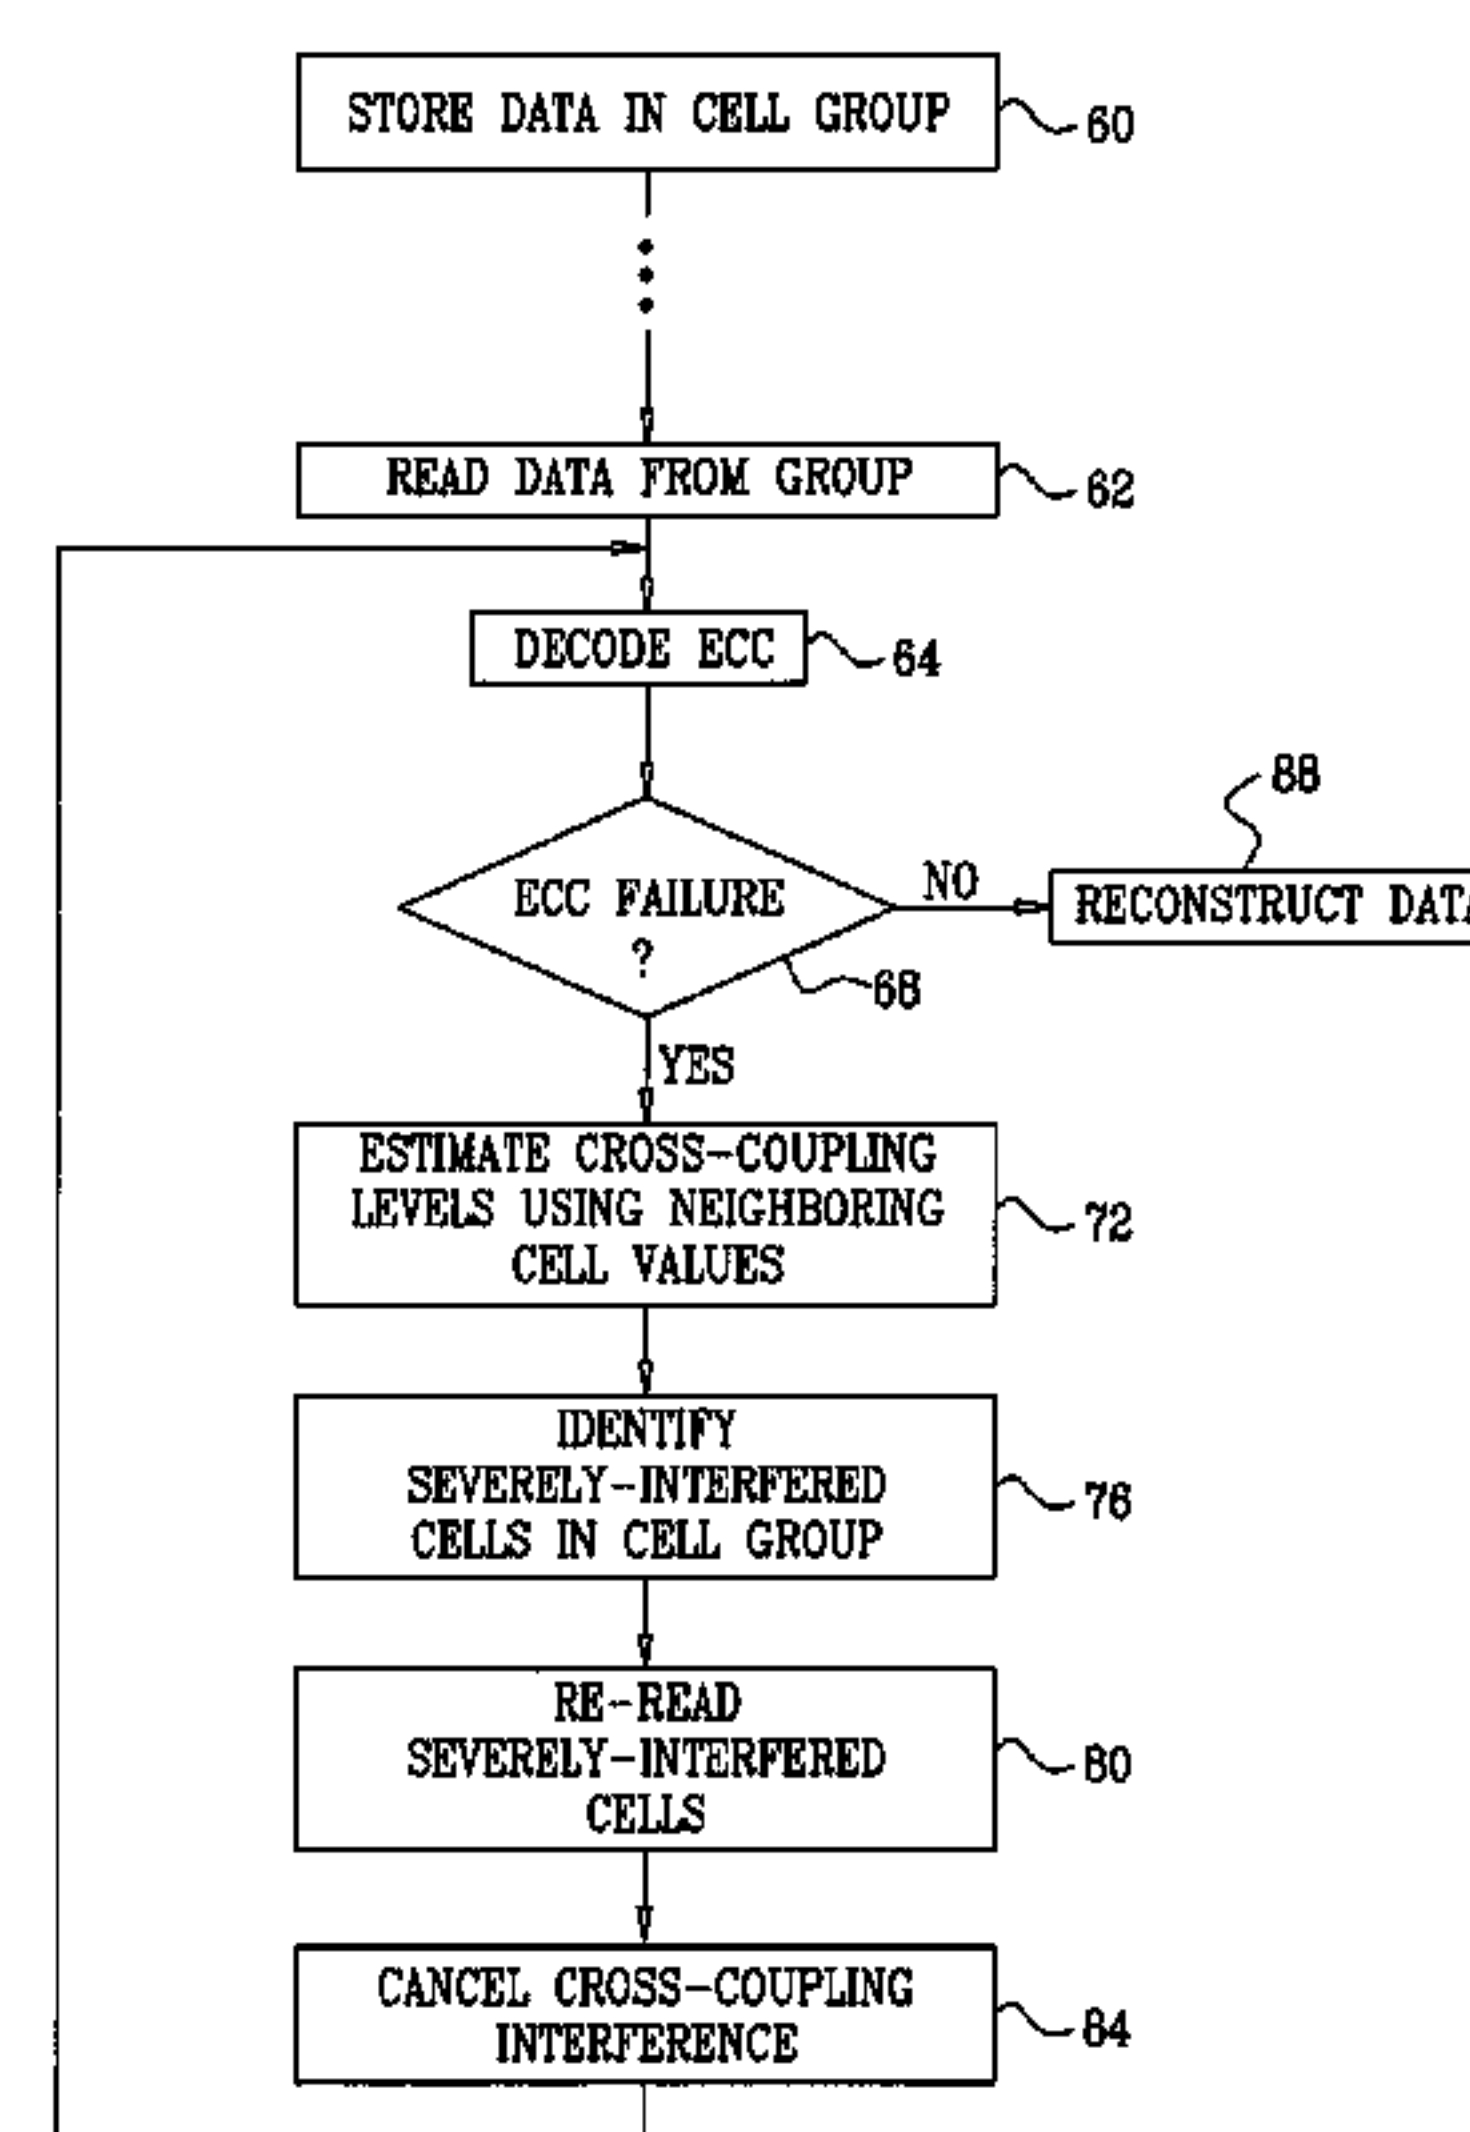 STORE DATA IN CELL GROUP
60
READ DATA FROM GROUP
62
DECODE ECC
64
88
ECC FAILURE
?
NO
RECONSTRUCT DATA
68
YES
ESTIMATE CROSS-COUPLING
LEVELS USING NEIGHBORING
CELL VALUES
72
IDENTIFY
SEVERELY-INTERFERED
CELLS IN CELL GROUP
76
RE-READ
SEVERELY-INTERFERED
CELLS
80
CANCEL CROSS-COUPLING
INTERFERENCE
84